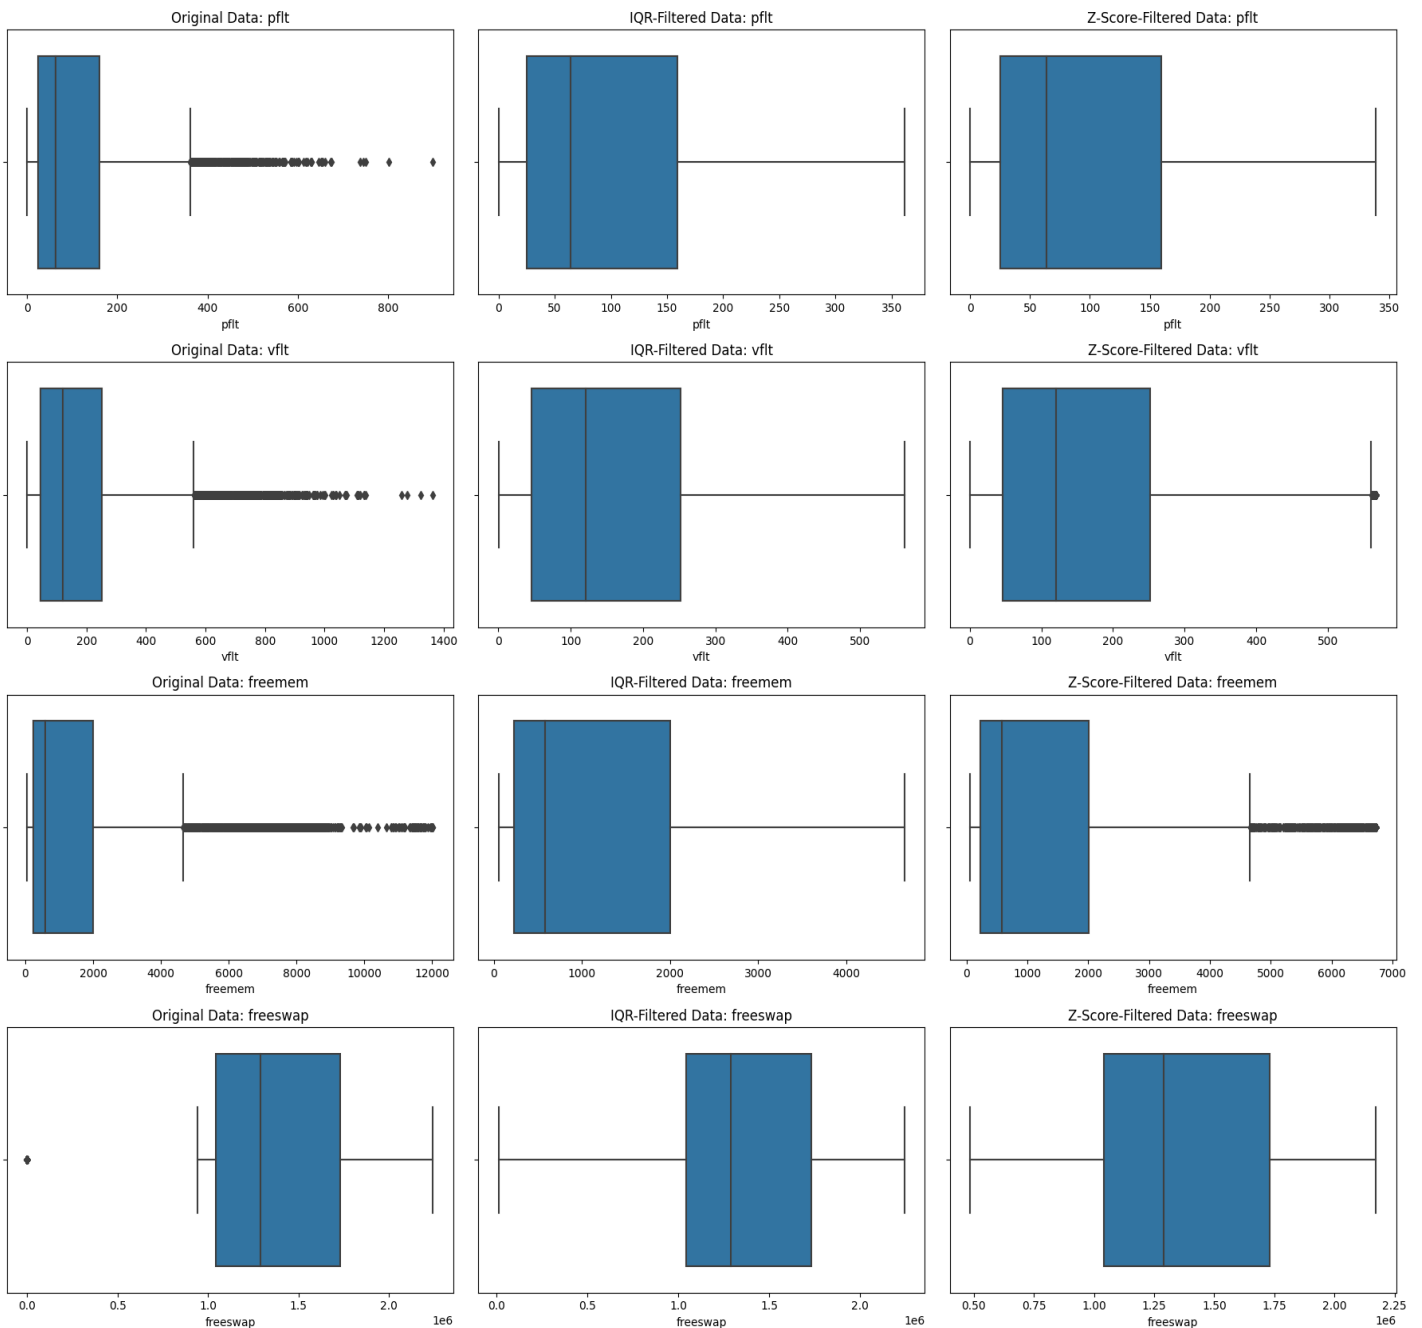 Original Data: pflt
IQR-Filtered Data: pflt
Z-Score-Filtered Data: pflt
0 200 400 600 800
0 50 100 150 200 250 300 350
0 50 100 150 200 250 300 350
pflt
pflt
pflt
Original Data: vflt
IQR-Filtered Data: vflt
Z-Score-Filtered Data: vflt
0 200 400 600 800 1000 1200 1400
0 100 200 300 400 500
0 100 200 300 400 500
vflt
vflt
vflt
Original Data: freemem
IQR-Filtered Data: freemem
Z-Score-Filtered Data: freemem
0 2000 4000 6000 8000 10000 12000
0 1000 2000 3000 4000
0 1000 2000 3000 4000 5000 6000 7000
freemem
freemem
freemem
Original Data: freeswap
IQR-Filtered Data: freeswap
Z-Score-Filtered Data: freeswap
0.0 0.5 1.0 1.5 2.0
0.0 0.5 1.0 1.5 2.0
0.50 0.75 1.00 1.25 1.50 1.75 2.00 2.25
freeswap 1e6
freeswap 1e6
freeswap 1e6